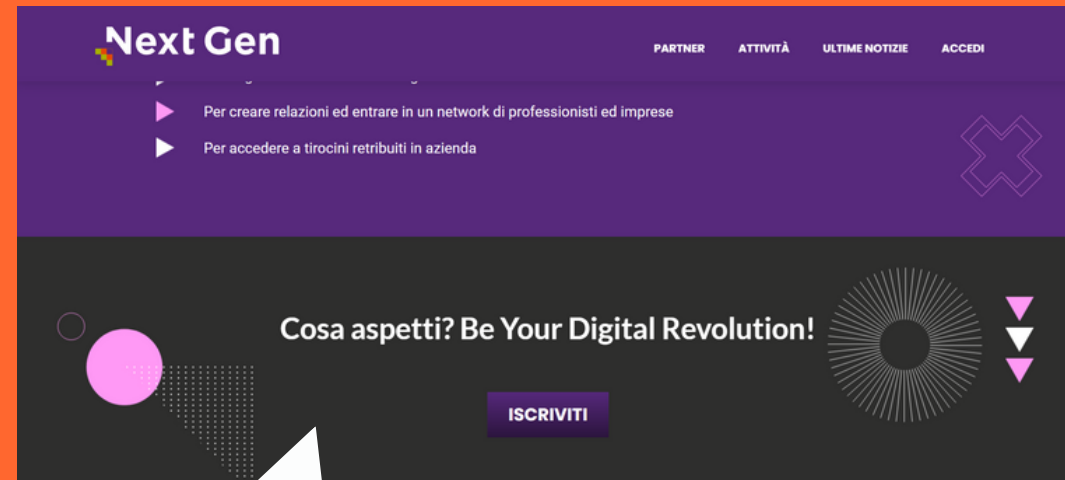 Next Gen
PARTNER ATTIVITÀ ULTIME NOTIZIE ACCEDI
Per creare relazioni ed entrare in un network di professionisti ed imprese
Per accedere a tirocini retribuiti in azienda
Cosa aspetti? Be Your Digital Revolution!
ISCRIVITI